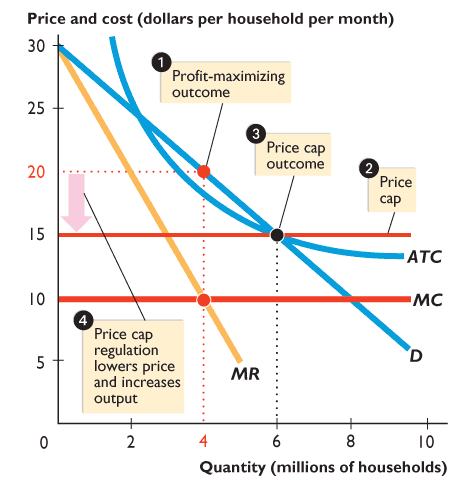 Price and cost (dollars per household per month)
30
25
20
15
10
5
0
2
4
6
8
10
Quantity (millions of households)
1
Profit-maximizing
outcome
3
Price cap
outcome
2
Price
cap
ATC
MC
D
MR
4
Price cap
regulation
lowers price
and increases
output